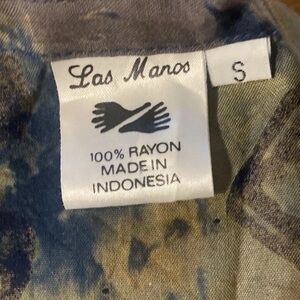 Las Manos
S
100% RAYON
MADE IN
INDONESIA